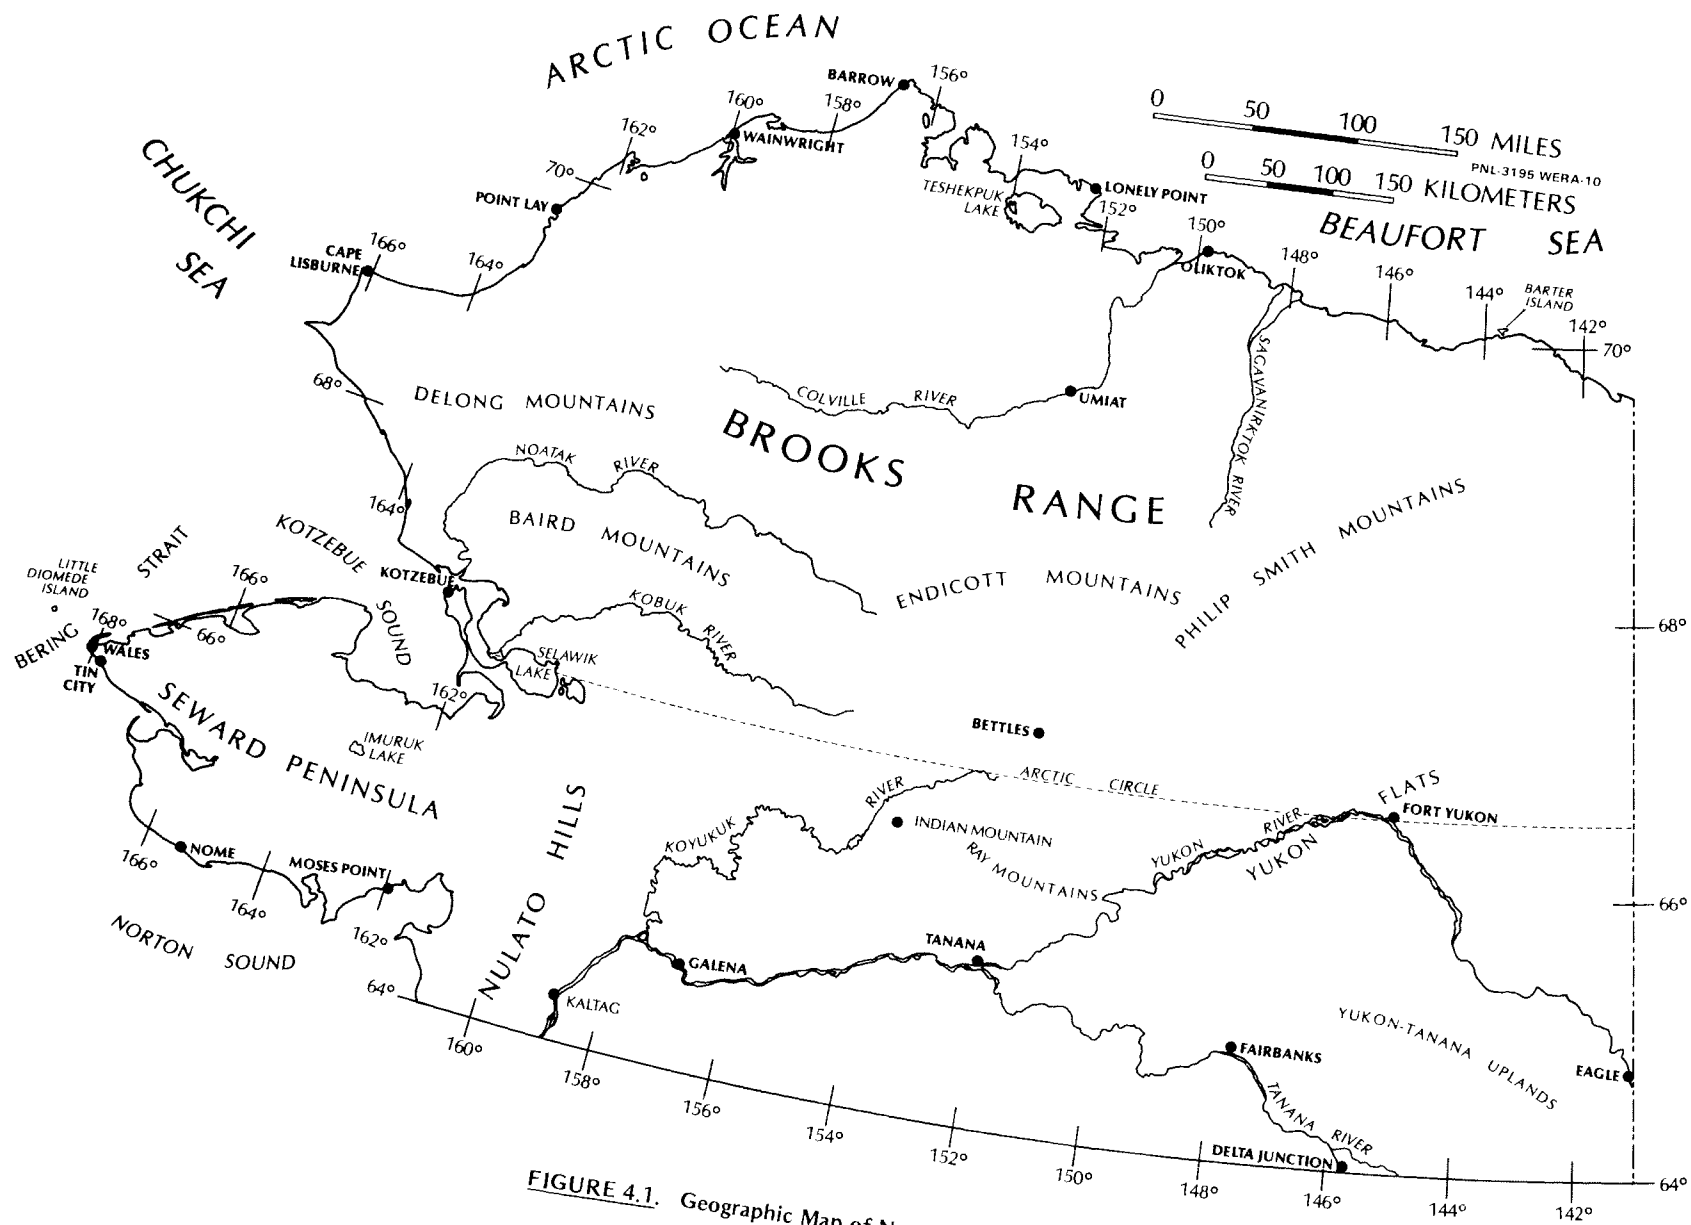 ARCTIC OCEAN
BARROW
156°
160°
158°
162°
WAINWRIGHT
154°
0 50 100 150 MILES
PNL-3195 WERA-10
0 50 100 150 KILOMETERS
CHUKCHI
SEA
70°
POINT LAY
TESHEKPUK
LAKE
LONELY POINT
152°
150°
BEAUFORT SEA
CAPE
LISBURNE
166°
164°
OLIKTOK
148°
146°
144°
BARTER
ISLAND
142°
70°
68°
DELONG MOUNTAINS
COLVILLE RIVER
UMIAT
SAGAVANIRKTOK RIVER
BROOKS RANGE
NOATAK RIVER
164°
BAIRD MOUNTAINS
PHILIP SMITH MOUNTAINS
ENDICOTT MOUNTAINS
LITTLE
DIOMEDE
ISLAND
BERING STRAIT
KOTZEBUE SOUND
KOTZEBUE
166°
168°
66°
WALES
TIN
CITY
KOBUK RIVER
SELAWIK
LAKE
68°
162°
SEWARD PENINSULA
IMURUK
LAKE
BETTLES
ARCTIC CIRCLE
NULATO HILLS
KOYUKUK RIVER
INDIAN MOUNTAIN
RAY MOUNTAINS
YUKON RIVER
YUKON FLATS
FORT YUKON
166°
NOME
MOSES POINT
164°
162°
66°
NORTON SOUND
TANANA
GALENA
64°
KALTAG
YUKON-TANANA UPLANDS
FAIRBANKS
EAGLE
TANANA RIVER
DELTA JUNCTION
160°
158°
156°
154°
152°
150°
148°
146°
144°
142°
64°
FIGURE 4.1. Geographic Map of